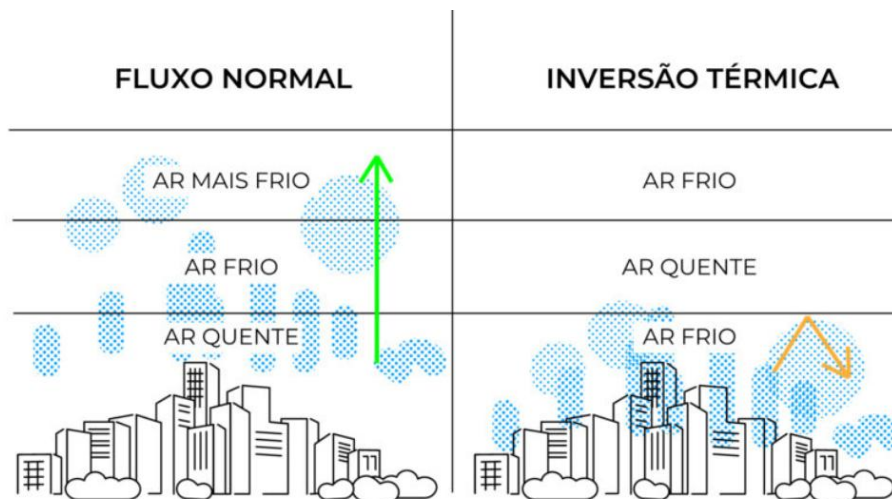 FLUXO NORMAL
INVERSÃO TÉRMICA
AR MAIS FRIO
AR FRIO
AR FRIO
AR QUENTE
AR QUENTE
AR FRIO